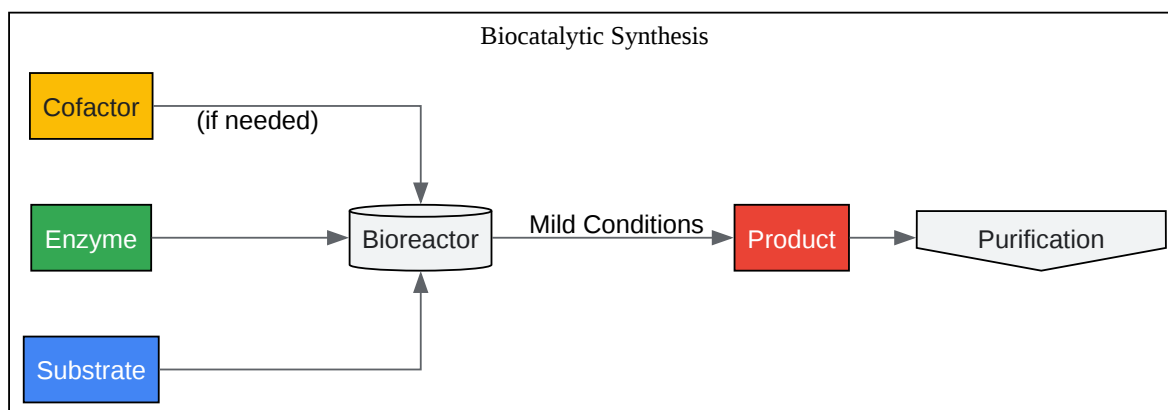 Biocatalytic Synthesis
Cofactor
(if needed)
Enzyme
Bioreactor
Mild Conditions
Product
Purification
Substrate